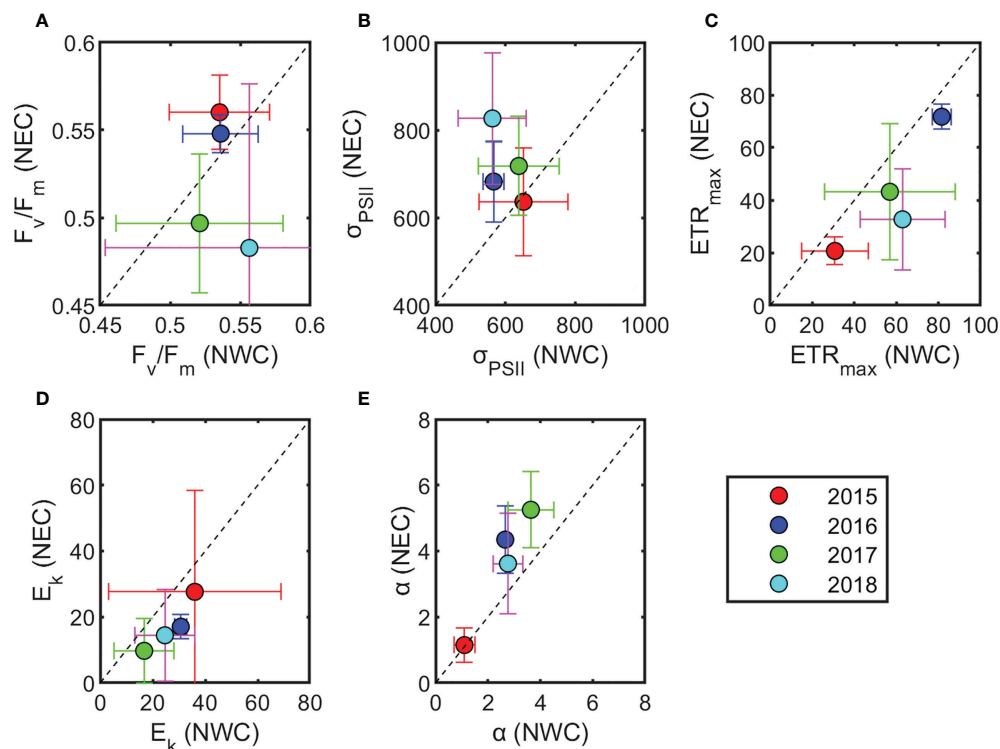 A
0.6
0.55
0.5
0.45
0.45 0.5 0.55 0.6
Fv/Fm (NEC)
Fv/Fm (NWC)
B
1000
800
600
400
400 600 800 1000
σPSII (NEC)
σPSII (NWC)
C
100
80
60
40
20
0
0 20 40 60 80 100
ETRmax (NEC)
ETRmax (NWC)
D
80
60
40
20
0
0 20 40 60 80
Ek (NEC)
Ek (NWC)
E
8
6
4
2
0
0 2 4 6 8
α (NEC)
α (NWC)
2015
2016
2017
2018